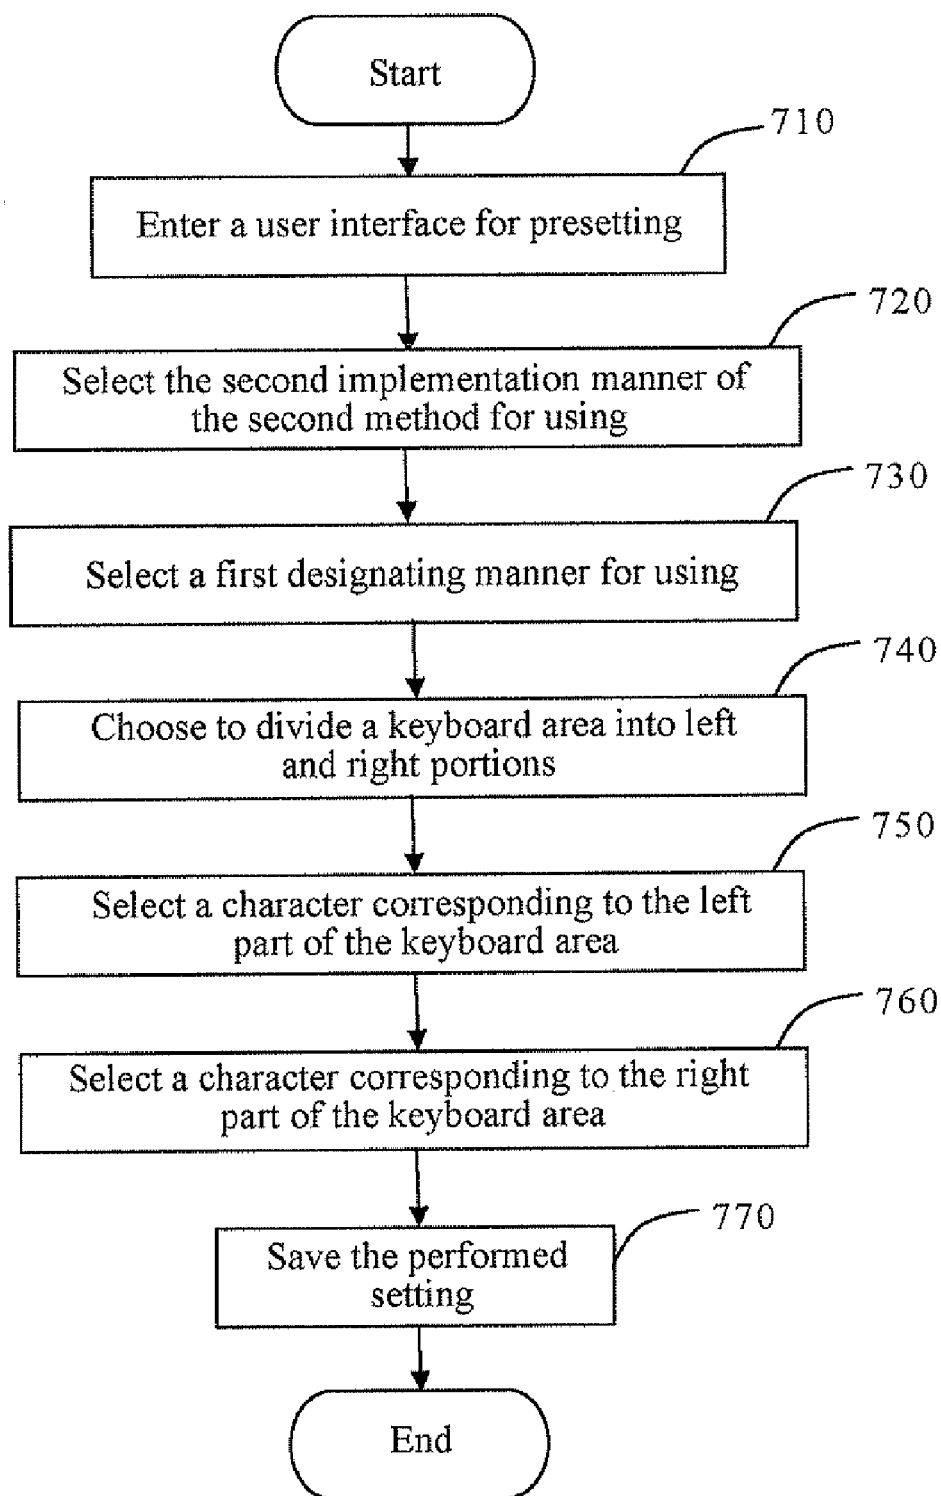 Start
710
Enter a user interface for presetting
720
Select the second implementation manner of
the second method for using
730
Select a first designating manner for using
740
Choose to divide a keyboard area into left
and right portions
750
Select a character corresponding to the left
part of the keyboard area
760
Select a character corresponding to the right
part of the keyboard area
770
Save the performed
setting
End